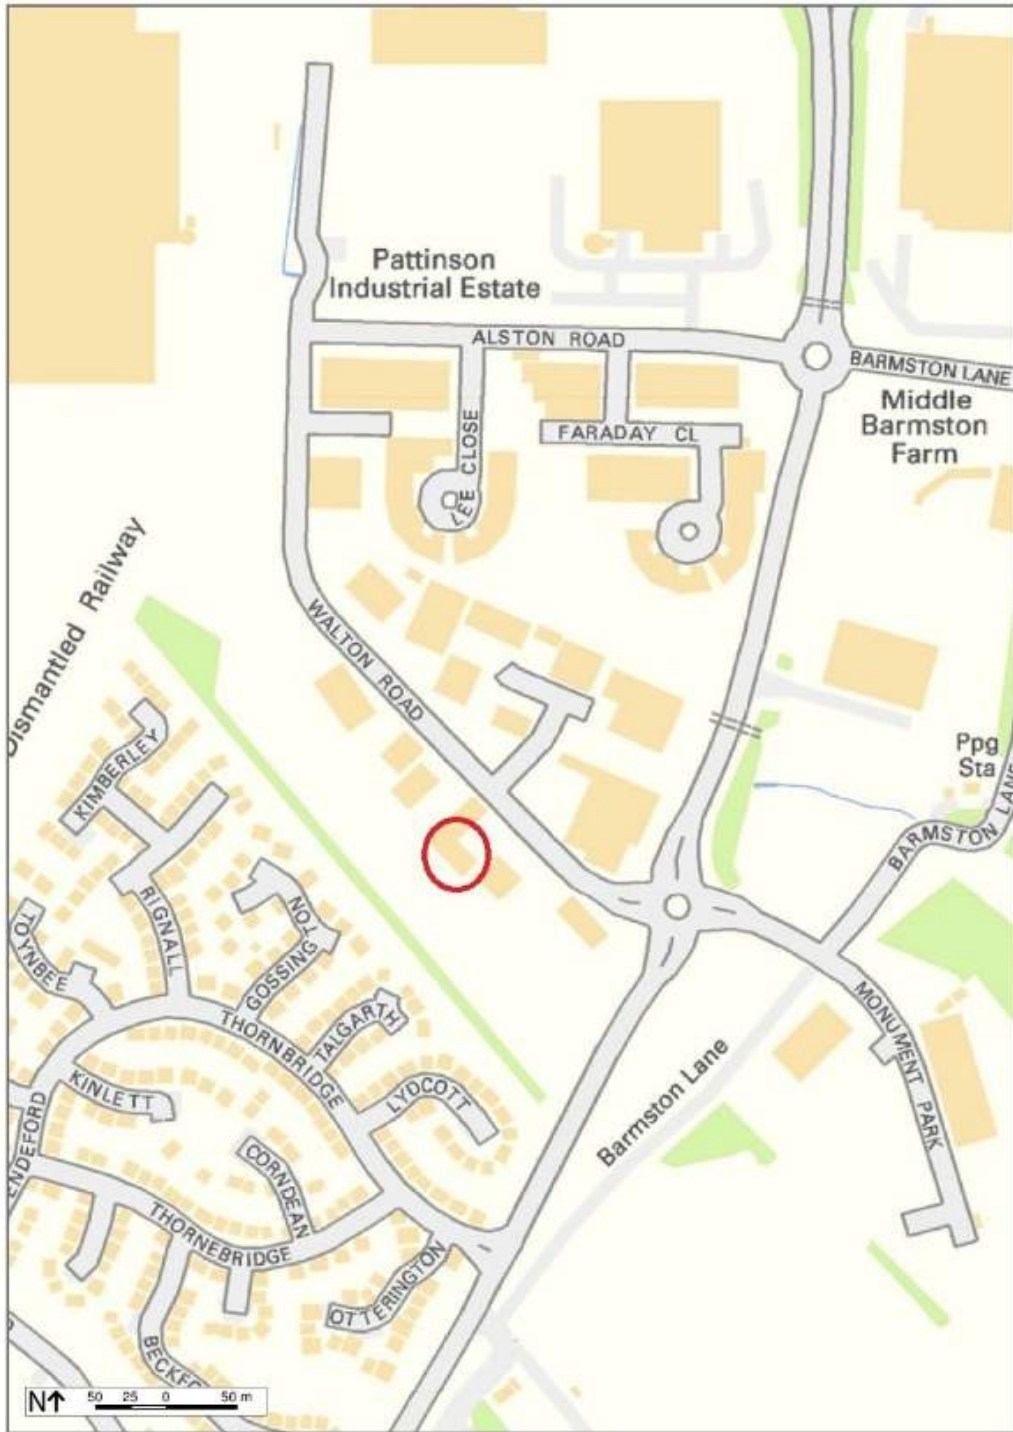 Pattinson
Industrial Estate
ALSTON ROAD
BARMSTON LANE
Middle
Barmston
Farm
FARADAY CL
LEE CLOSE
Dismantled Railway
WALTON ROAD
KIMBERLEY
Ppg
Sta
BARMSTON LANE
RIGNALL
TOYNBEE
GOSSINGTON
THORNBRIDGE
TALGARTH
MONUMENT PARK
KINLETT
LYDCOTT
Barmston Lane
ENDEFORD
CORNDEAN
THORNEBRIDGE
OTTERINGTON
BECKFO
N
50 25 0 50 m